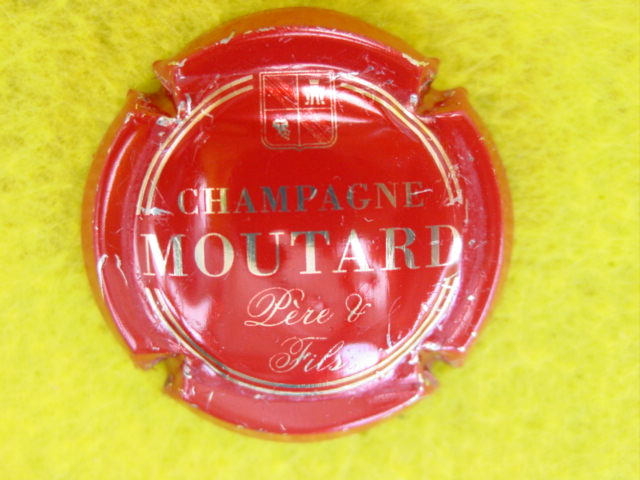 CHAMPAGNE
MOUTARD
Père &
Fils